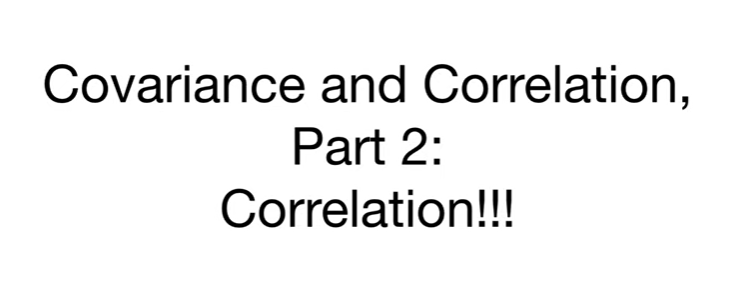 Covariance and Correlation,
Part 2:
Correlation!!!